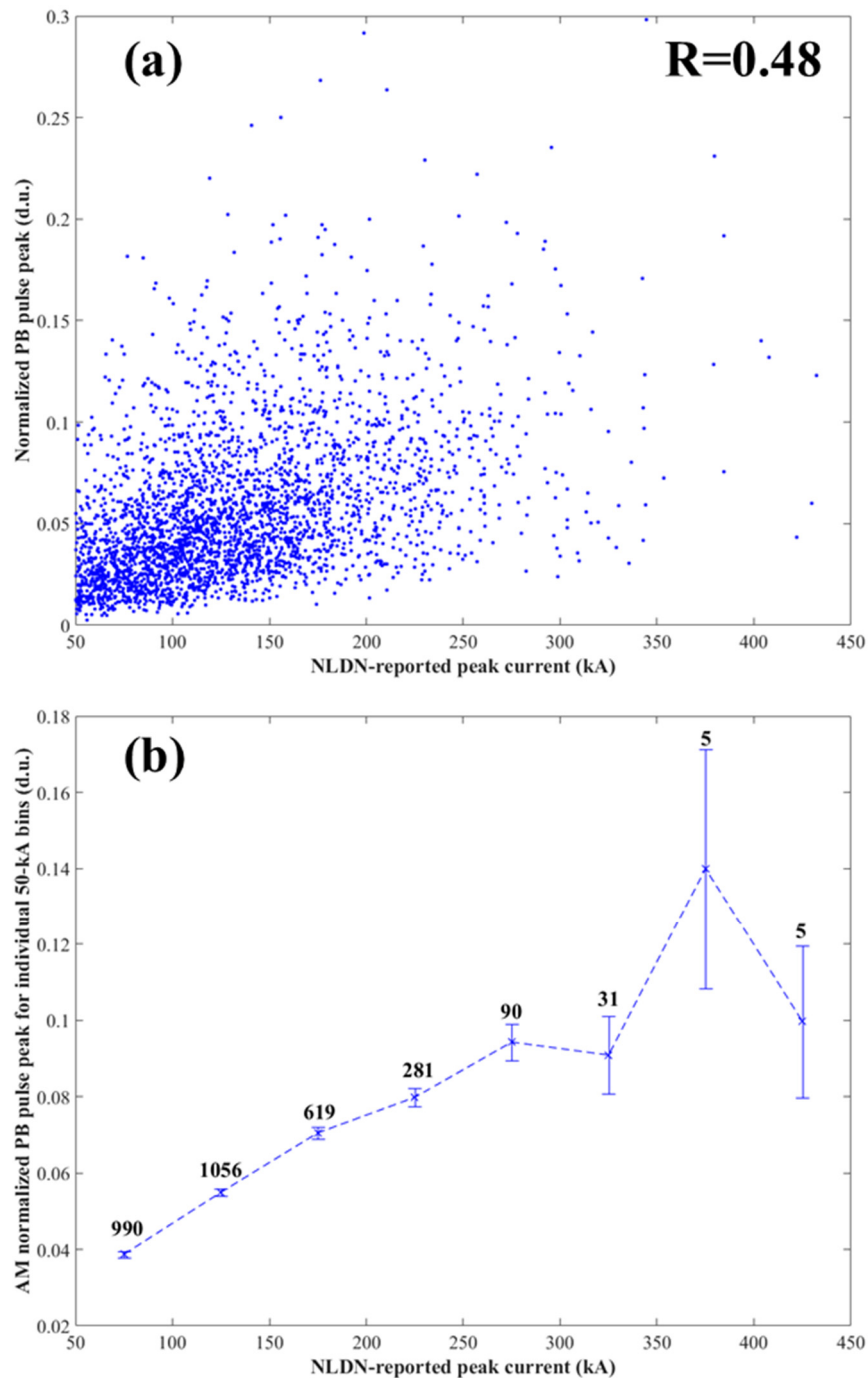 (a)
R=0.48
0.3
0.25
0.2
0.15
0.1
0.05
0
Normalized PB pulse peak (d.u.)
50 100 150 200 250 300 350 400 450
NLDN-reported peak current (kA)
(b)
0.18
0.16
0.14
0.12
0.1
0.08
0.06
0.04
0.02
AM normalized PB pulse peak for individual 50-kA bins (d.u.)
990
1056
619
281
90
31
5
5
50 100 150 200 250 300 350 400 450
NLDN-reported peak current (kA)